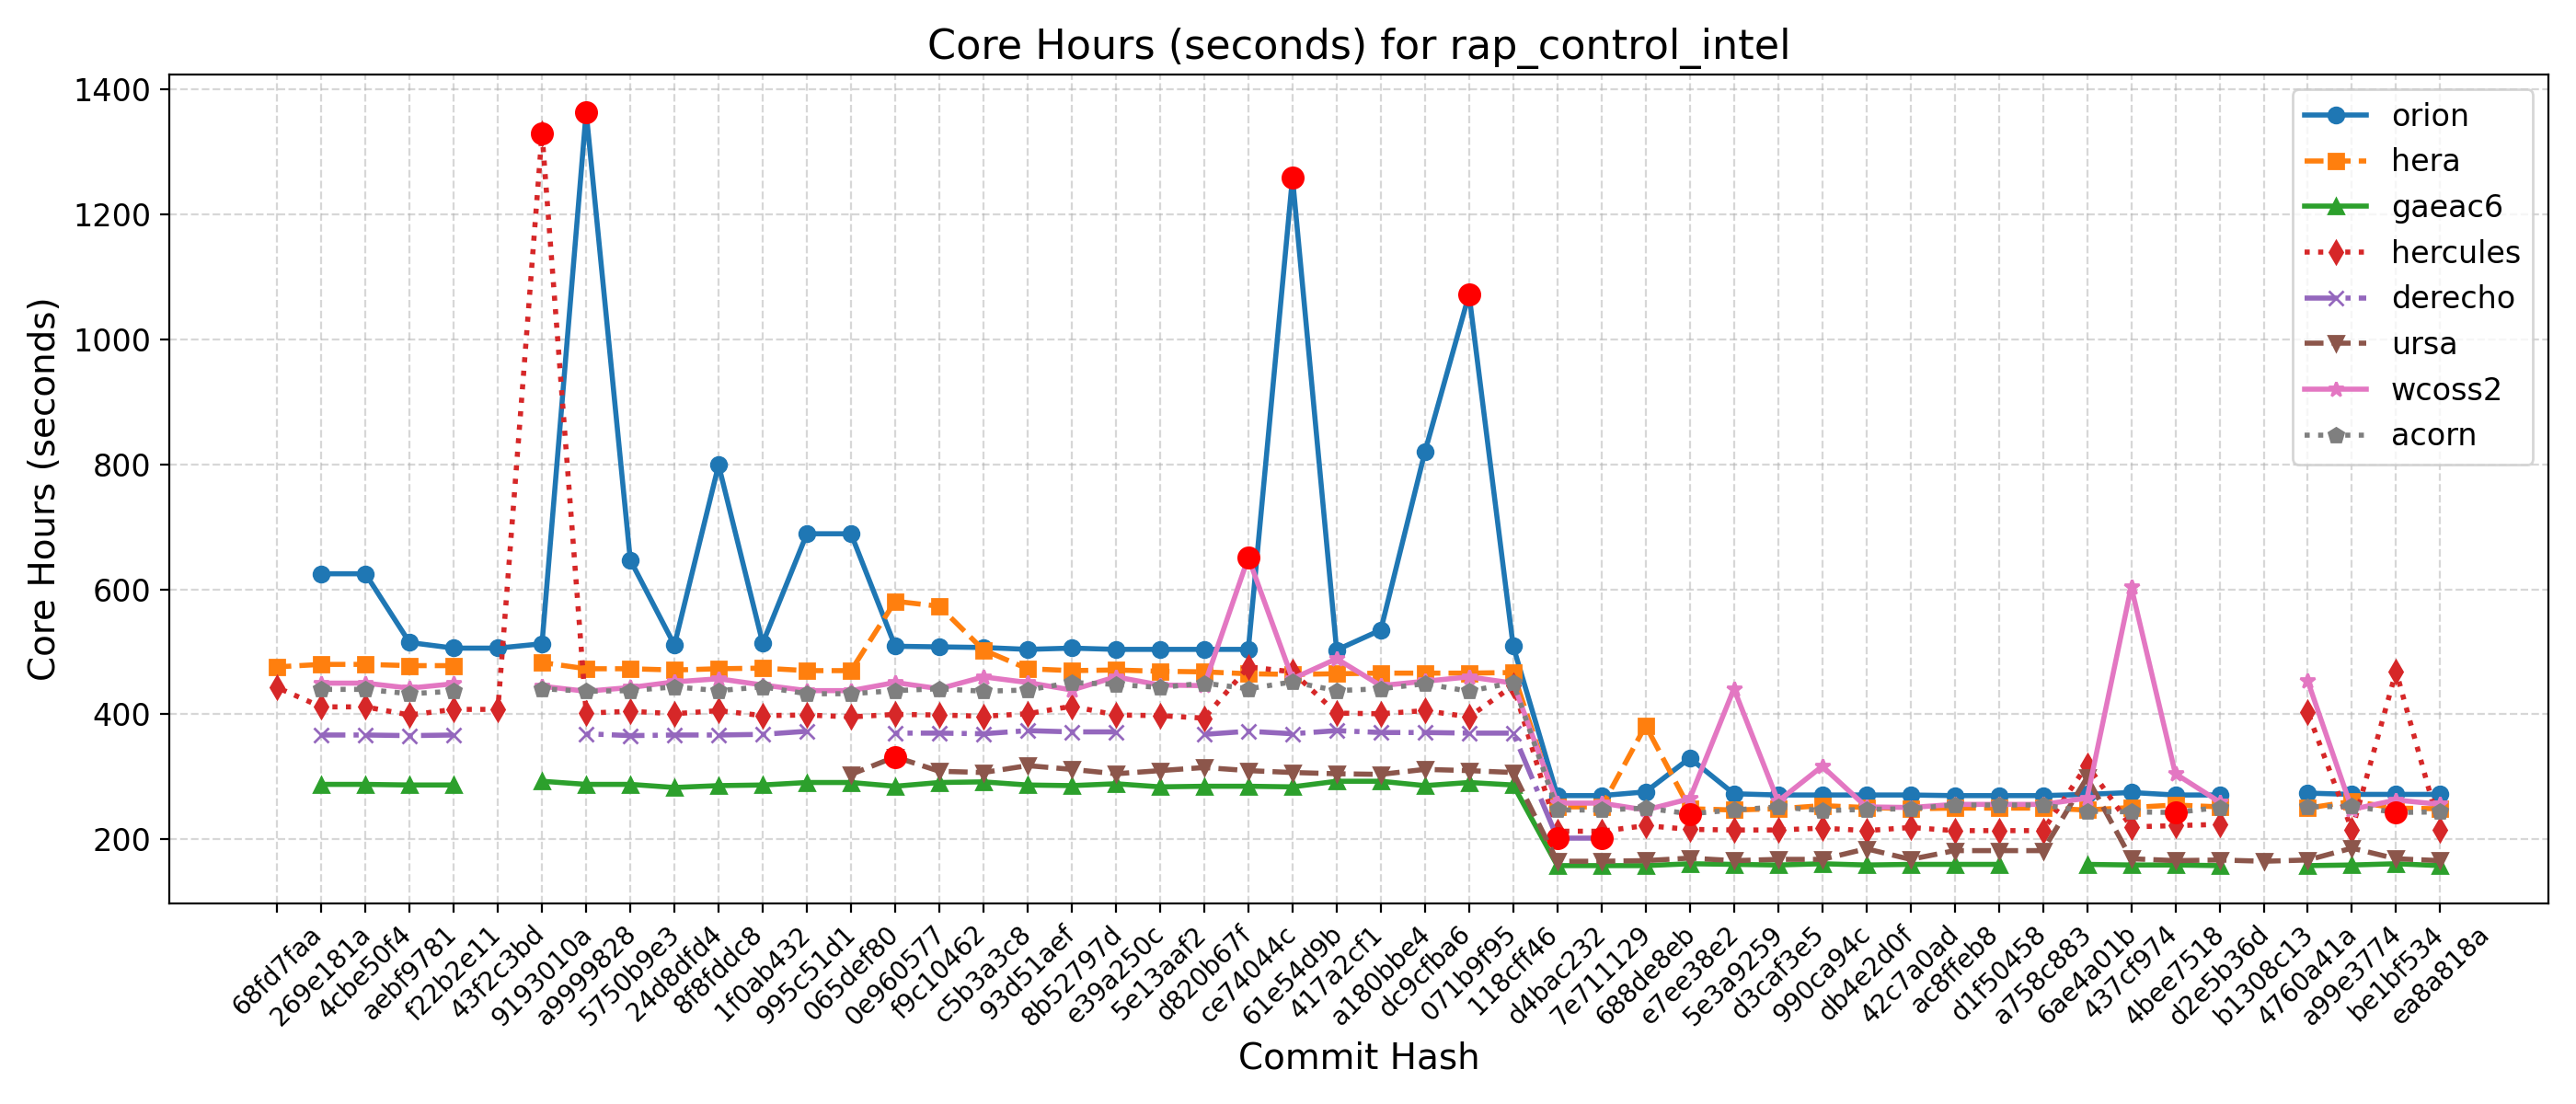 Core Hours (seconds) for rap_control_intel
Core Hours (seconds)
1400
1200
1000
800
600
400
200
orion
hera
gaeac6
hercules
derecho
ursa
wcoss2
acorn
68fd7faa
269e181a
4cbe50f4
aebf9781
f22b2e11
43f2c3bd
9193010a
a9999828
5750b9e3
24d8dfd4
8f8fddc8
1f0ab432
995c51d1
065def80
0e960577
f9c10462
c5b3a3c8
93d51aef
8b52797d
e39a250c
5e13aaf2
d820b67f
ce74044c
61e54d9b
417a2cf1
a180bbe4
dc9cfba6
071b9f95
118cff46
d4bac232
7e711129
688de8eb
e7ee38e2
5e3a9259
d3caf3e5
990ca94c
db4e2d0f
42c7a0ad
ac8ffeb8
d1f50458
a758c883
6ae4a01b
437cf974
4bee7518
d2e5b36d
b1308c13
4760a41a
a99e3774
be1bf534
ea8a818a
Commit Hash